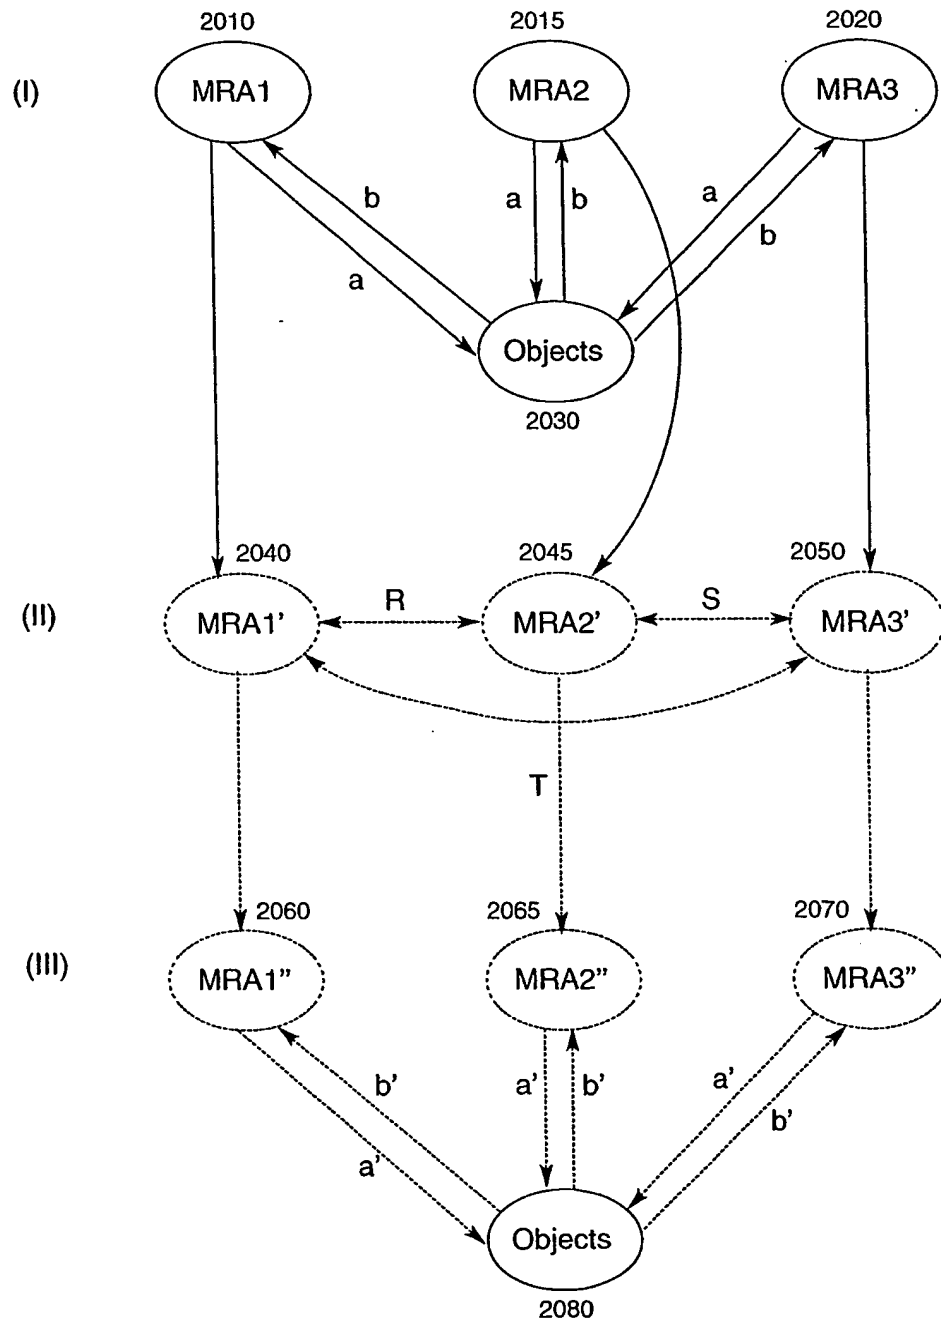 2010
2015
2020
(I)
MRA1
MRA2
MRA3
b
a
a
b
a
b
Objects
2030
2040
2045
2050
(II)
MRA1'
R
MRA2'
S
MRA3'
T
2060
2065
2070
(III)
MRA1"
MRA2"
MRA3"
b'
a'
a'
b'
a'
b'
Objects
2080